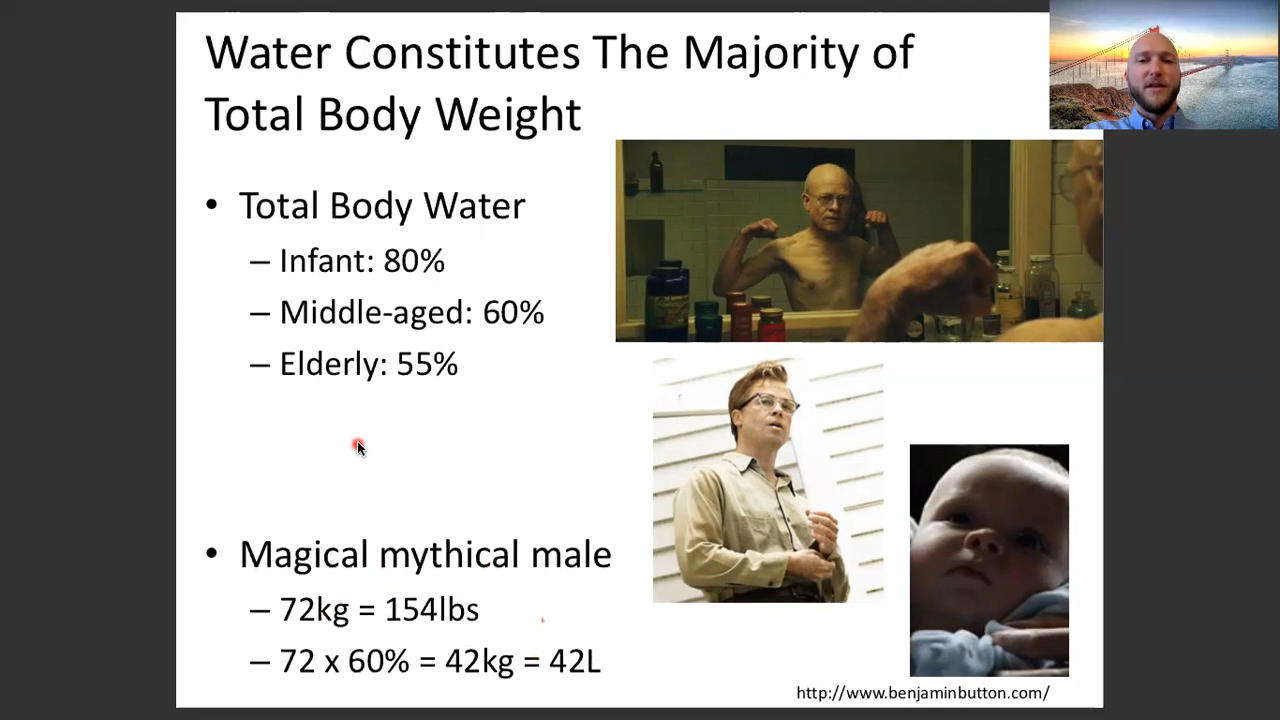 Water Constitutes The Majority of
Total Body Weight
• Total Body Water
– Infant: 80%
– Middle-aged: 60%
– Elderly: 55%
• Magical mythical male
– 72kg = 154lbs
– 72 x 60% = 42kg = 42L
http://www.benjaminbutton.com/